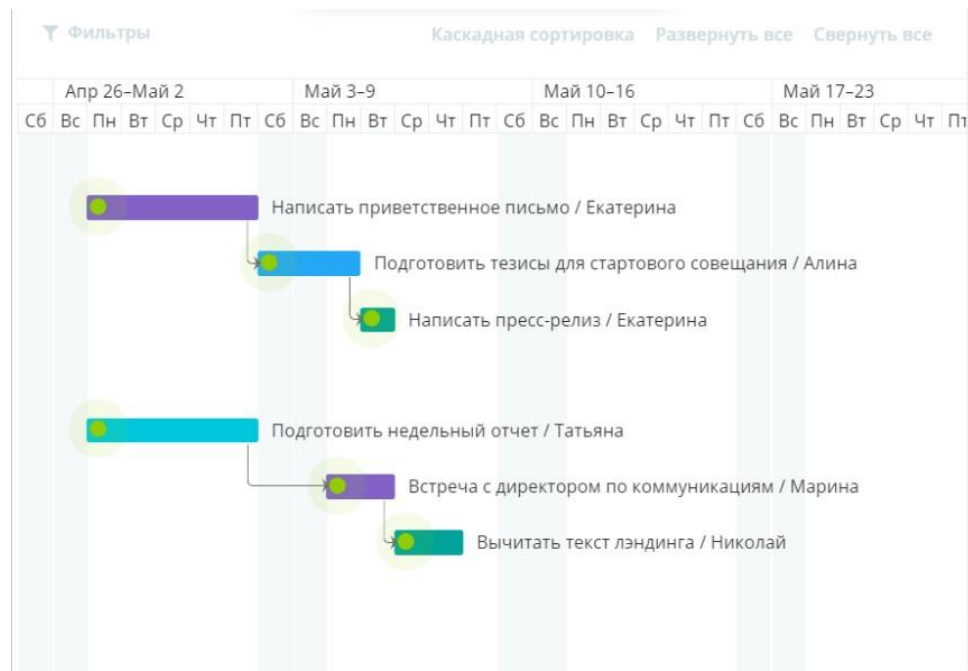 Фильтры Каскадная сортировка Развернуть все Свернуть все
Апр 26–Май 2 Май 3–9 Май 10–16 Май 17–23
Сб Вс Пн Вт Ср Чт Пт Сб Вс Пн Вт Ср Чт Пт Сб Вс Пн Вт Ср Чт Пт Сб Вс Пн Вт Ср Чт Пт
Написать приветственное письмо / Екатерина
Подготовить тезисы для стартового совещания / Алина
Написать пресс-релиз / Екатерина
Подготовить недельный отчет / Татьяна
Встреча с директором по коммуникациям / Марина
Вычитать текст лэндинга / Николай